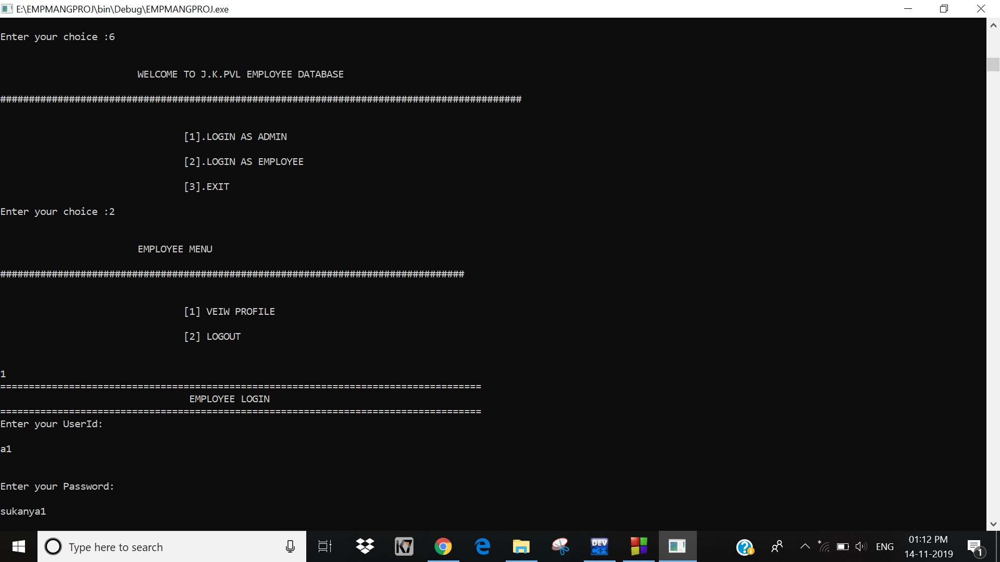 E:\EMPMANGPROJ\bin\Debug\EMPMANGPROJ.exe
Enter your choice :6
WELCOME TO J.K.PVL EMPLOYEE DATABASE
###########################################################################################
[1].LOGIN AS ADMIN
[2].LOGIN AS EMPLOYEE
[3].EXIT
Enter your choice :2
EMPLOYEE MENU
#################################################################################
[1] VEIW PROFILE
[2] LOGOUT
1
====================================================================================
EMPLOYEE LOGIN
====================================================================================
Enter your UserId:
a1
Enter your Password:
sukanya1
Type here to search
K7
DEV
C++
ENG
01:12 PM
14-11-2019
1